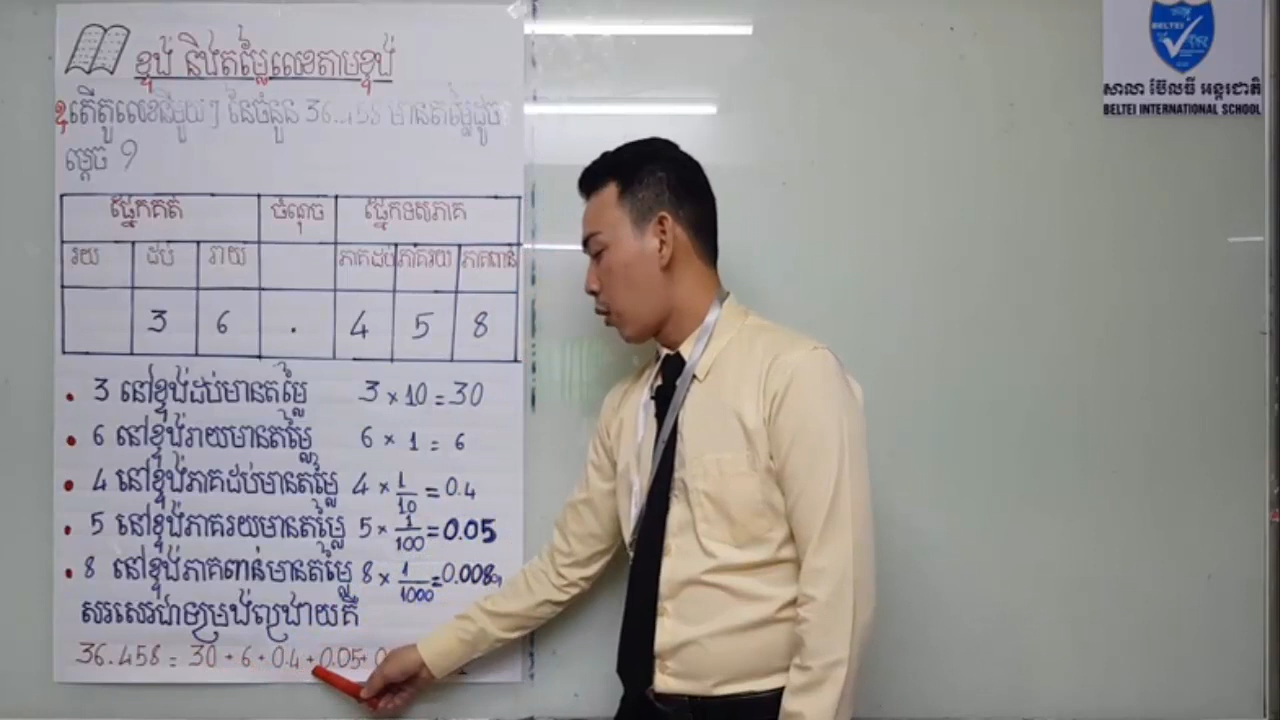 ខ្ទង់ និងតម្លៃលេខតាមខ្ទង់
តើតួលេខនីមួយៗ នៃចំនួន 36.458 មានតម្លៃដូច
ម្តេច ?
ផ្នែកគត់ ចំណុច ផ្នែកទសភាគ
រយ ដប់ រាយ ភាគដប់ ភាគរយ ភាគពាន់
3 6 . 4 5 8
• 3 នៅខ្ទង់ដប់មានតម្លៃ 3 × 10 = 30
• 6 នៅខ្ទង់រាយមានតម្លៃ 6 × 1 = 6
• 4 នៅខ្ទង់ភាគដប់មានតម្លៃ 4 × 1/10 = 0.4
• 5 នៅខ្ទង់ភាគរយមានតម្លៃ 5 × 1/100 = 0.05
• 8 នៅខ្ទង់ភាគពាន់មានតម្លៃ 8 × 1/1000 = 0.008
សរសេរជាទម្រង់ពង្រាយគឺ
36.458 = 30 + 6 + 0.4 + 0.05 +
BELTEI
សាលា ប៊ែលធី អន្តរជាតិ
BELTEI INTERNATIONAL SCHOOL